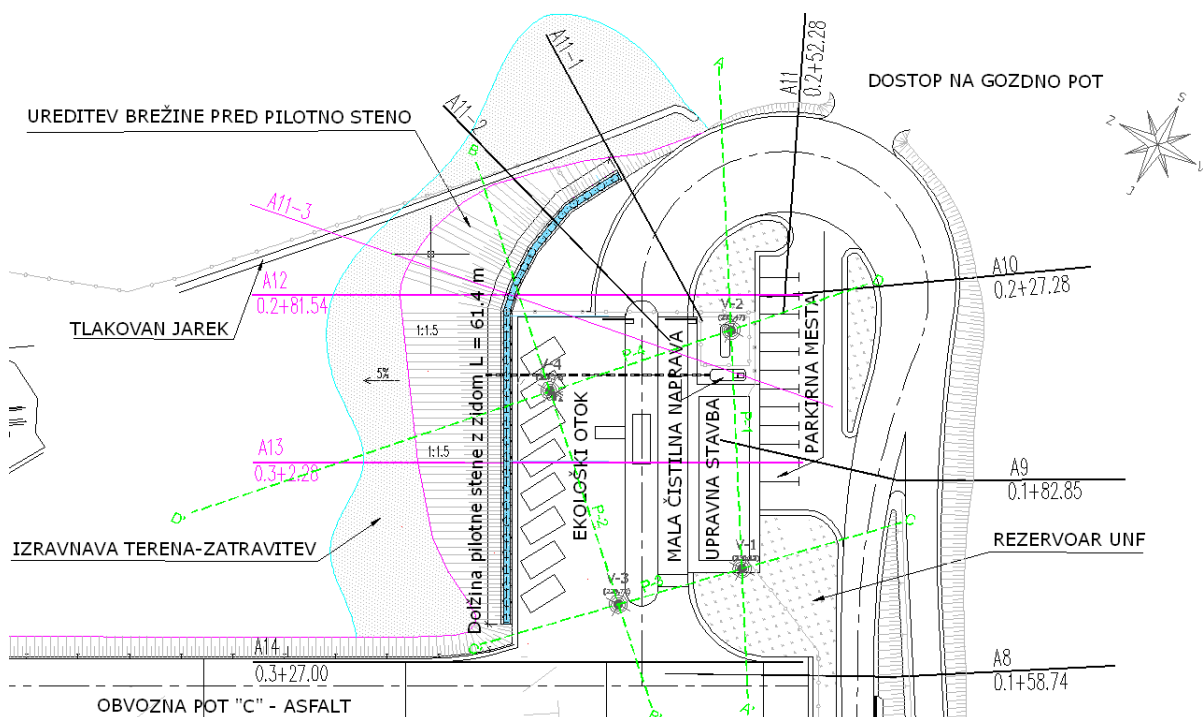 A11
0.2+52.28
A11-1
A
DOSTOP NA GOZDNO POT
UREDITEV BREŽINE PRED PILOTNO STENO
A11-2
B
S
Z
V
J
A11-3
A12
0.2+81.54
TLAKOVAN JAREK
A10
0.2+27.28
D
V-2
1:1.5
5%
P-4
V-4
Dolžina pilotne stene z zidom L = 61.4 m
EKOLOŠKI OTOK
MALA ČISTILNA NAPRAVA
UPRAVNA STAVBA
PARKIRNA MESTA
P-1
A13
0.3+2.28
1:1.5
A9
0.1+82.85
D'
P-2
C
IZRAVNAVA TERENA-ZATRAVITEV
REZERVOAR UNF
V-1
V-3
P-3
A14
0.3+27.00
A8
0.1+58.74
OBVOZNA POT "C" - ASFALT
B'
A'